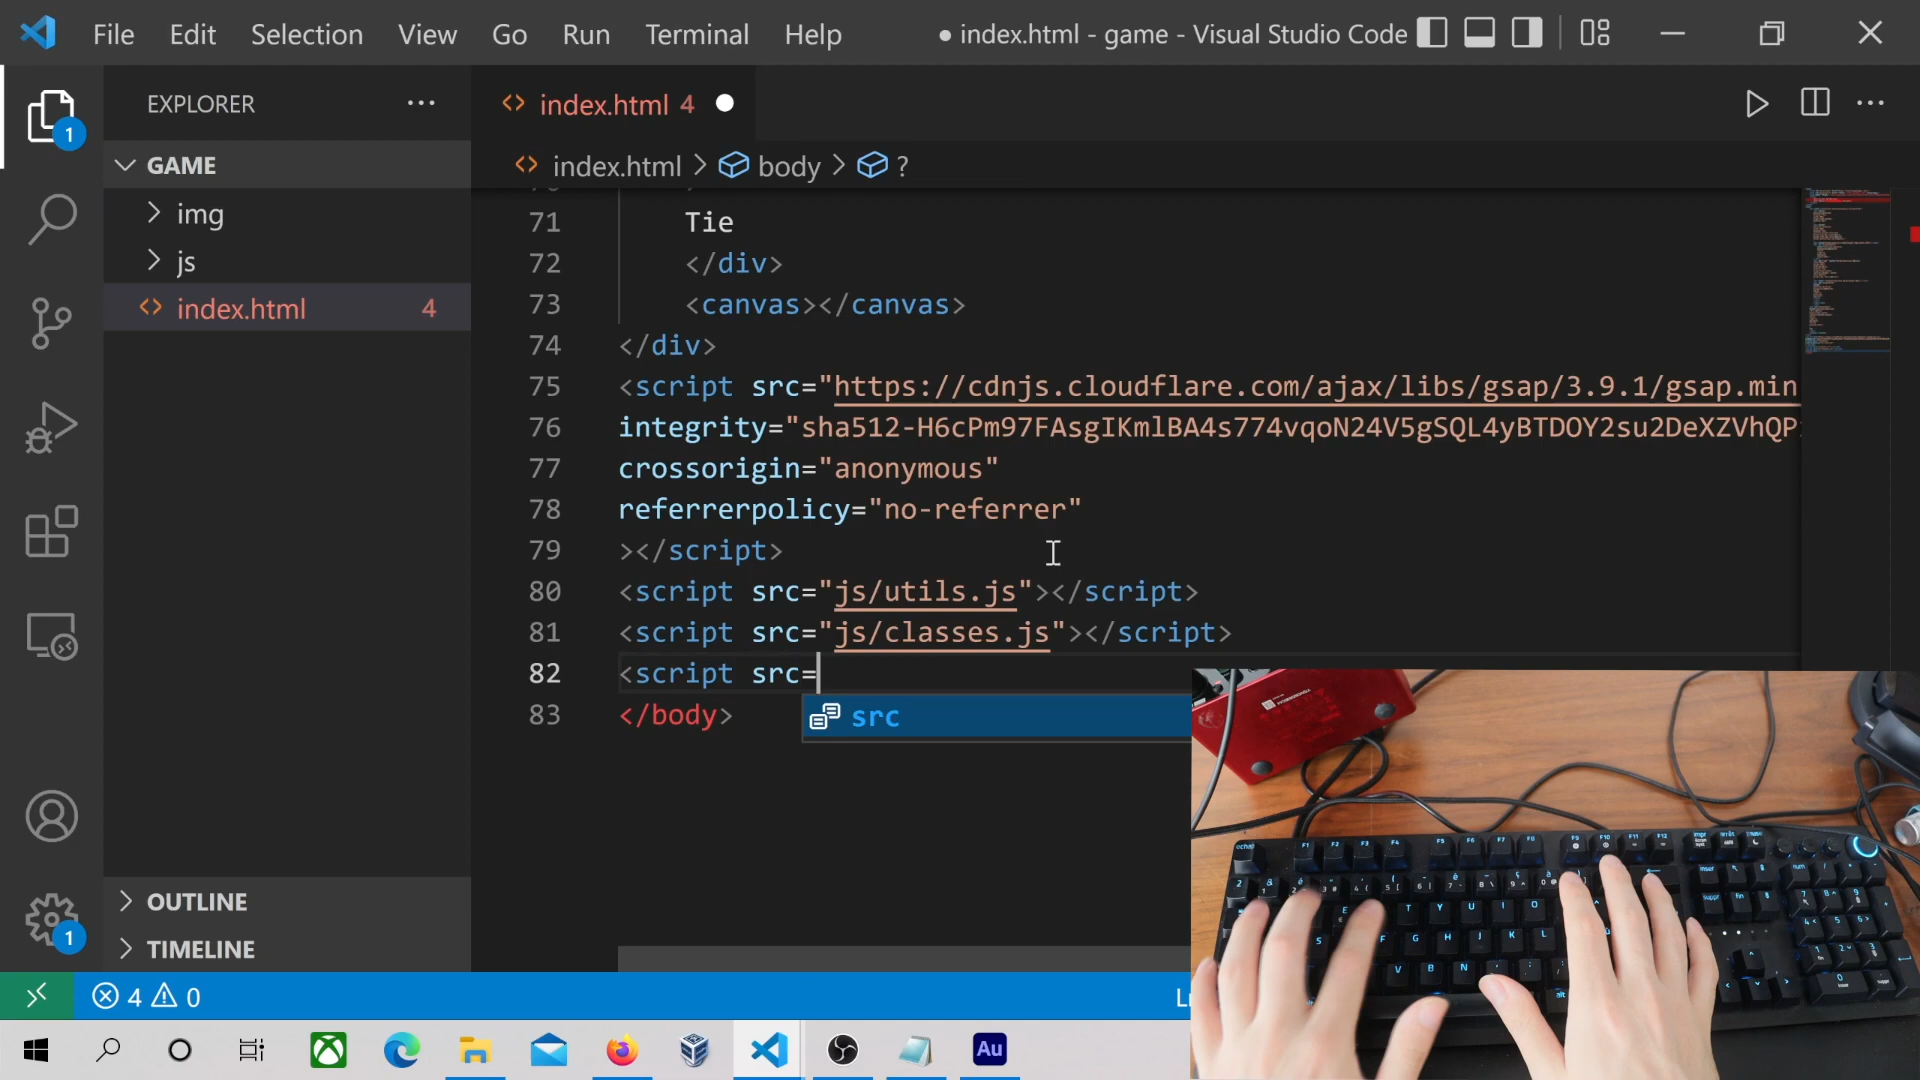 File Edit Selection View Go Run Terminal Help ● index.html - game - Visual Studio Code
EXPLORER ···
index.html 4
1
GAME
index.html > body > ?
img
js
index.html 4
71 Tie
72 </div>
73 <canvas></canvas>
74 </div>
75 <script src="https://cdnjs.cloudflare.com/ajax/libs/gsap/3.9.1/gsap.min
76 integrity="sha512-H6cPm97FAsgIKmlBA4s774vqoN24V5gSQL4yBTDOY2su2DeXZVhQP
77 crossorigin="anonymous"
78 referrerpolicy="no-referrer"
79 ></script>
80 <script src="js/utils.js"></script>
81 <script src="js/classes.js"></script>
82 <script src=
83 </body>
src
OUTLINE
TIMELINE
1
4 0
Au